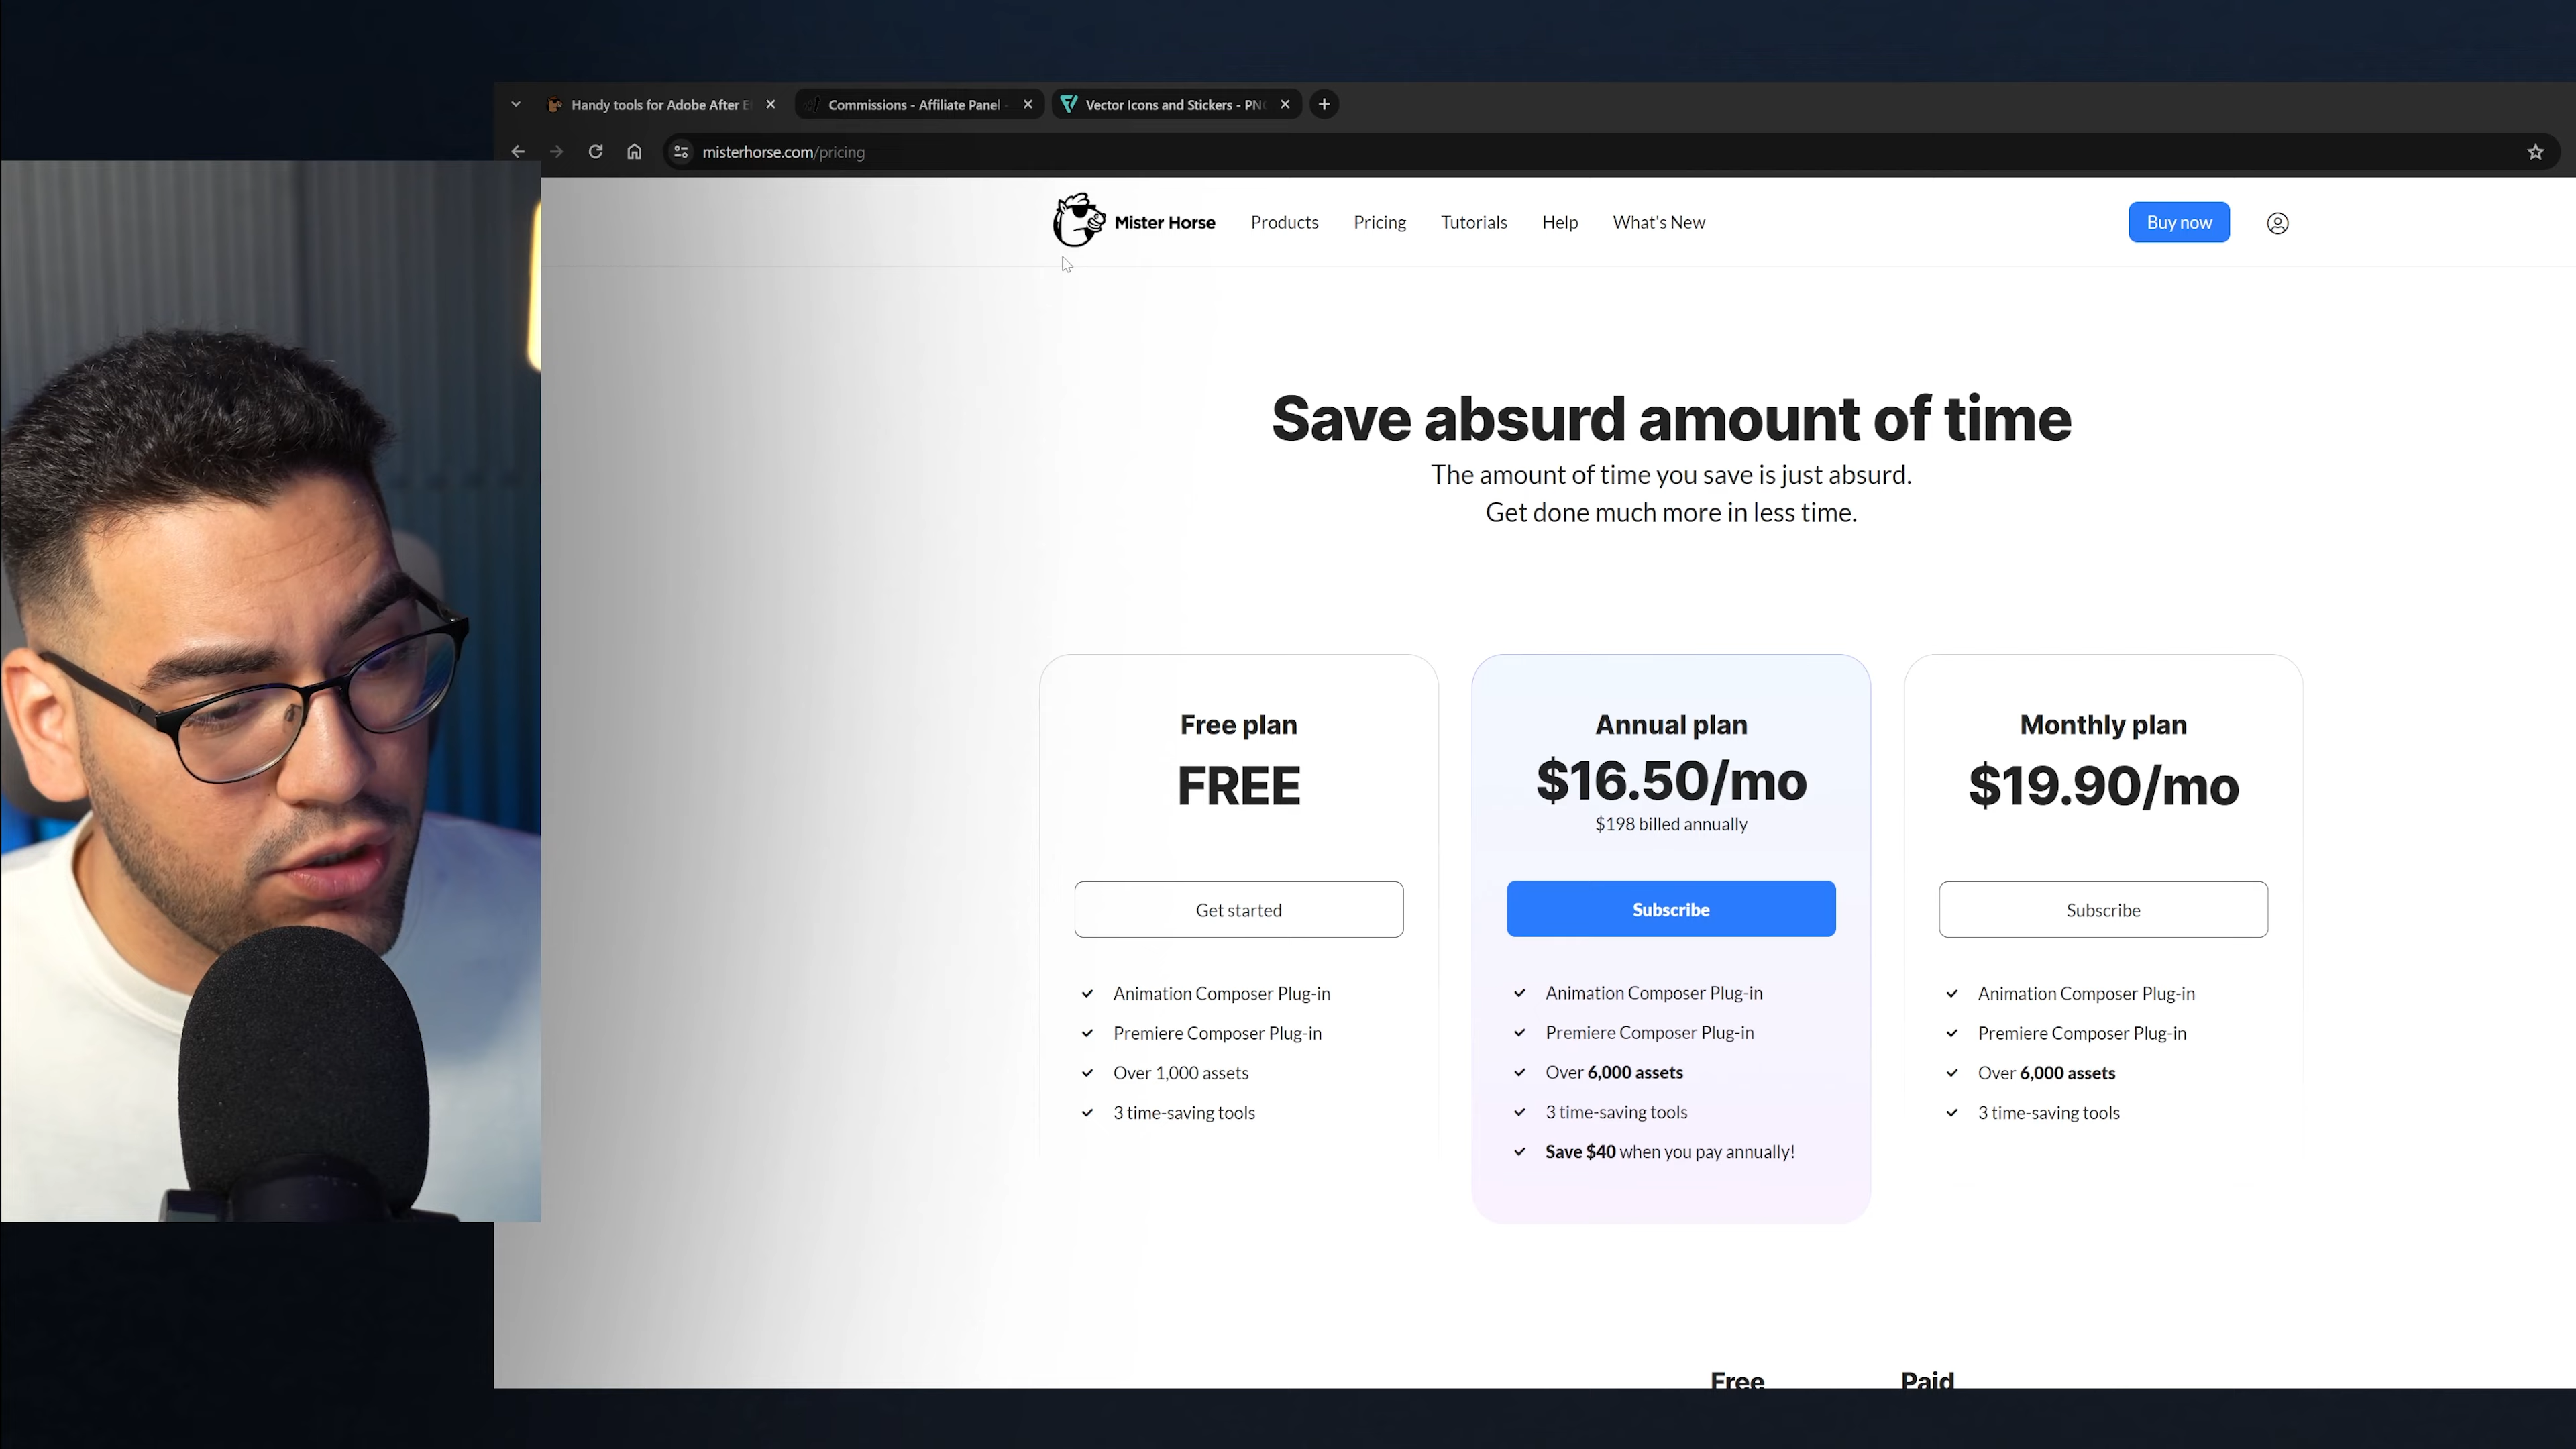 Handy tools for Adobe After E
Commissions - Affiliate Panel -
Vector Icons and Stickers - PN
misterhorse.com/pricing
Mister Horse
Products
Pricing
Tutorials
Help
What's New
Buy now
Save absurd amount of time
The amount of time you save is just absurd.
Get done much more in less time.
Free plan
FREE
Get started
Animation Composer Plug-in
Premiere Composer Plug-in
Over 1,000 assets
3 time-saving tools
Annual plan
$16.50/mo
$198 billed annually
Subscribe
Animation Composer Plug-in
Premiere Composer Plug-in
Over 6,000 assets
3 time-saving tools
Save $40 when you pay annually!
Monthly plan
$19.90/mo
Subscribe
Animation Composer Plug-in
Premiere Composer Plug-in
Over 6,000 assets
3 time-saving tools
Free
Paid